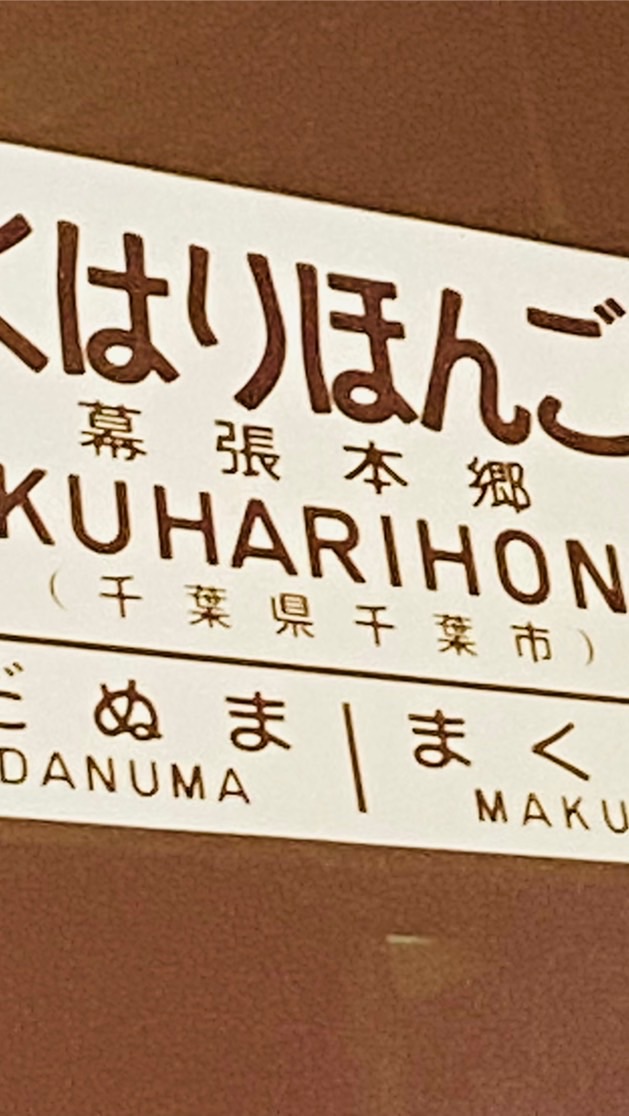 くはりほんご
幕張本郷
KUHARIHON
(千葉県千葉市)
だぬま | まく
DANUMA MAKU